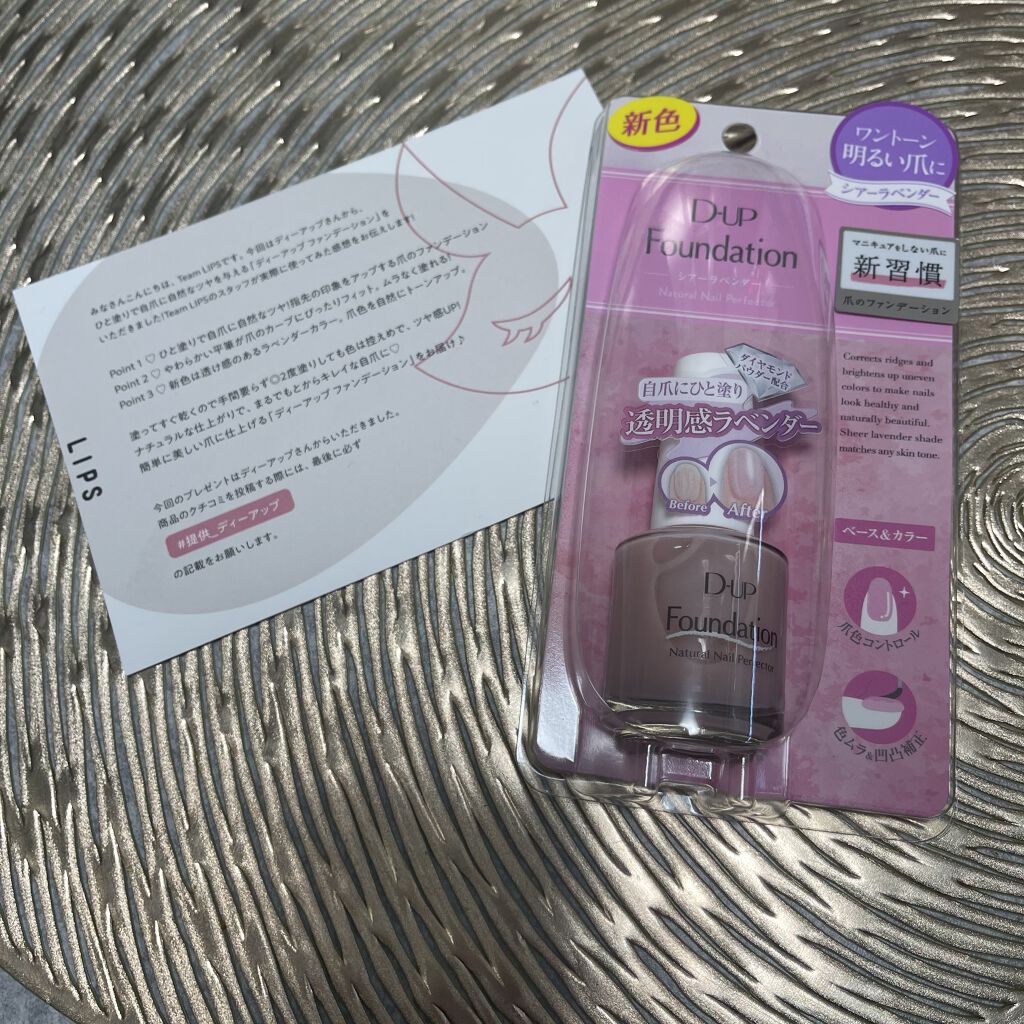 みなさんこんにちは、Team LIPSです。今回はディーアップさんから、
ひと塗りで自爪に自然なツヤを与える「ディーアップ ファンデーション」を
いただきました!Team LIPSのスタッフが実際に使ってみた感想をお伝えします!
Point 1 ♡ ひと塗りで自爪に自然なツヤ!指先の印象をアップする爪のファンデーション
Point 2 ♡ やわらかい平筆が爪のカーブにぴったりフィット。ムラなく塗れる!
Point 3 ♡ 新色は透け感のあるラベンダーカラー。爪色を自然にトーンアップ。
塗ってすぐ乾くので手間要らず◎2度塗りしても色は控えめで、ツヤ感UP!
ナチュラルな仕上がりで、まるでもとからキレイな自爪に♡
簡単に美しい爪に仕上げる「ディーアップ ファンデーション」をお届け♪
今回のプレゼントはディーアップさんからいただきました。
商品のクチコミを投稿する際には、最後に必ず
#提供_ディーアップ
の記載をお願いします。
LIPS
新色
ワントーン
明るい爪に
シアーラベンダー
D-UP
Foundation
シアーラベンダー
Natural Nail Perfector
マニキュアをしない爪に
新習慣
爪のファンデーション
ダイヤモンド
パウダー配合
自爪にひと塗り
透明感ラベンダー
Before
After
Corrects ridges and
brightens up uneven
colors to make nails
look healthy and
naturally beautiful.
Sheer lavender shade
matches any skin tone.
ベース&カラー
爪色コントロール
色ムラ&凹凸補正
D-UP
Foundation
Natural Nail Perfector